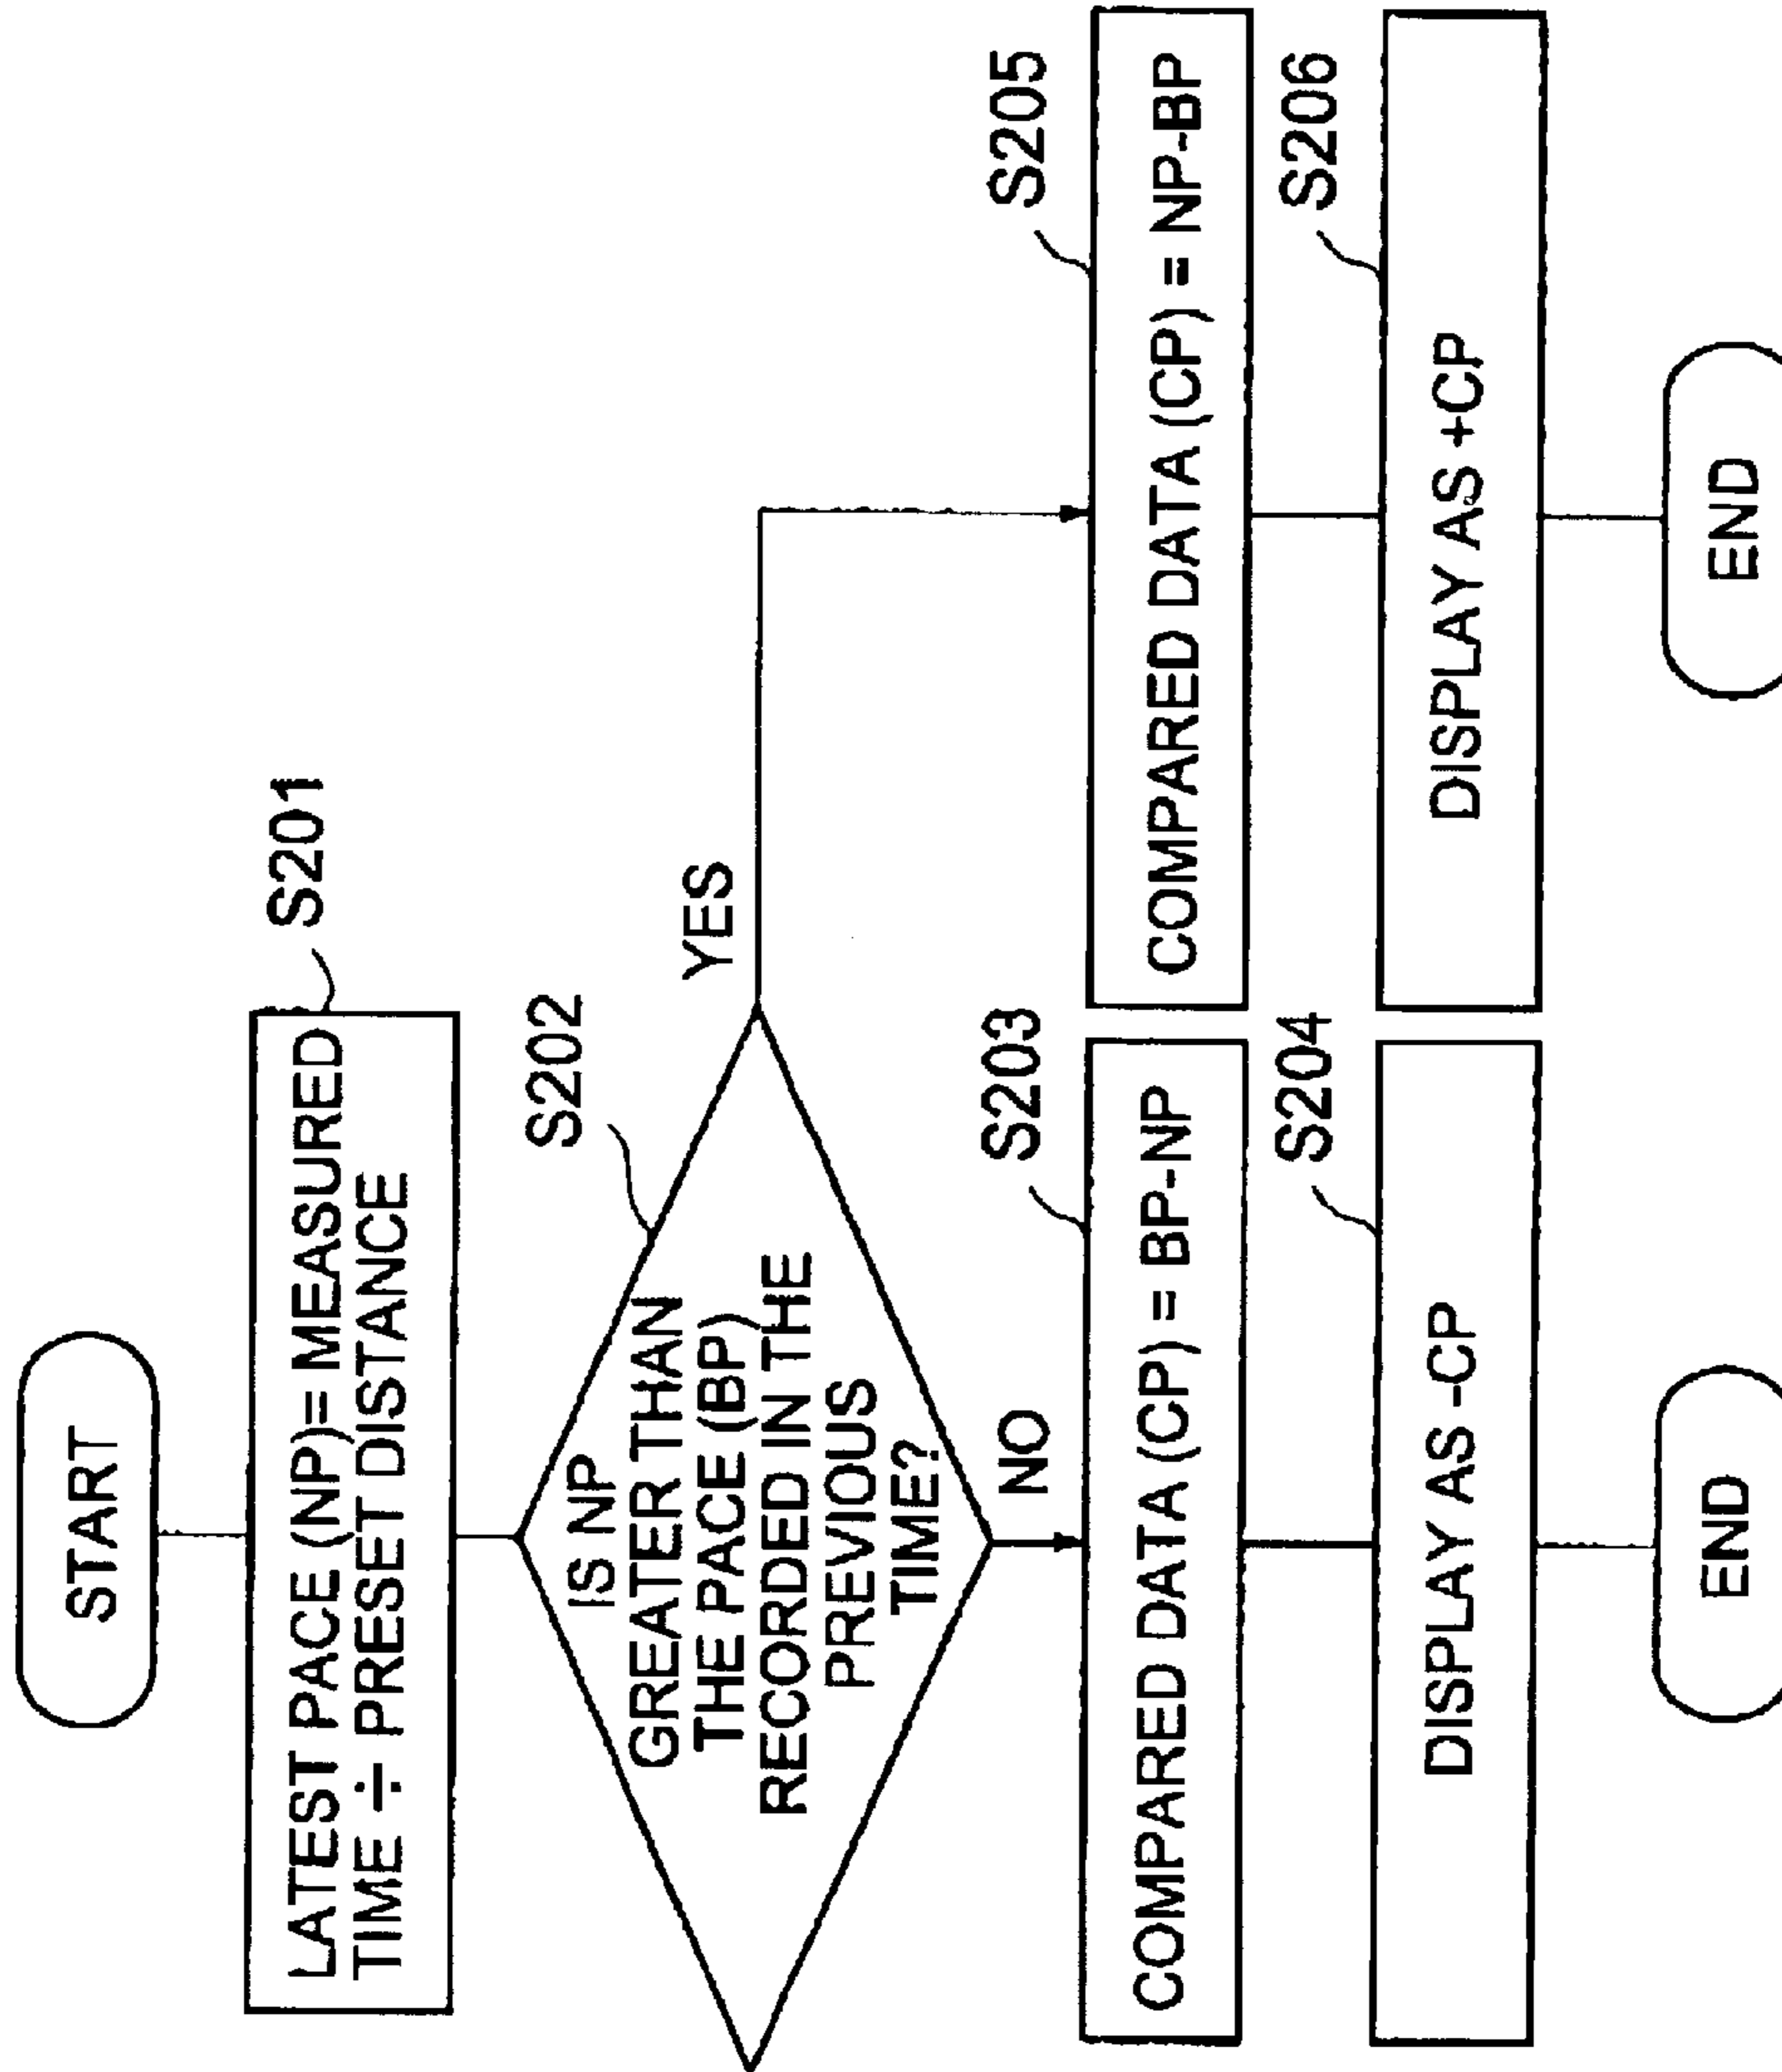 START
S201
LATEST PACE (NP)= MEASURED
TIME ÷ PRESET DISTANCE
S202
IS NP
GREATER THAN
THE PACE (BP)
RECORDED IN THE
PREVIOUS
TIME?
YES
NO
S203
COMPARED DATA (CP) = BP-NP
S204
DISPLAY AS -CP
END
S205
COMPARED DATA (CP) = NP-BP
S206
DISPLAY AS +CP
END